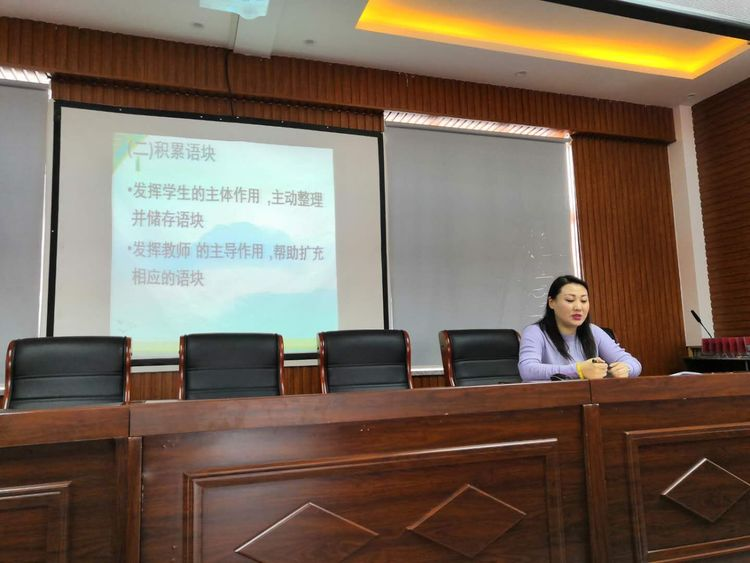 (二)积累语块
•发挥学生的主体作用 ,主动整理
并储存语块
•发挥教师 的主导作用 ,帮助扩充
相应的语块